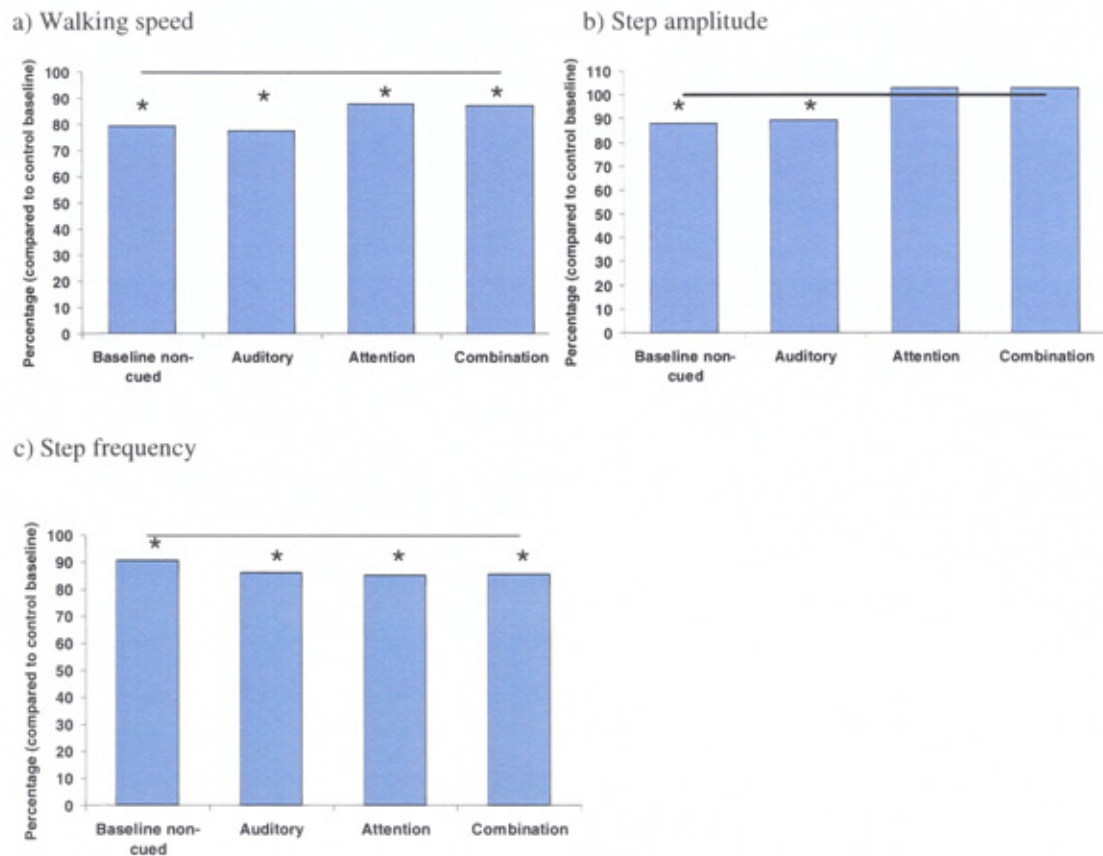 a) Walking speed
Percentage (compared to control baseline)
100
90
80
70
60
50
40
30
20
10
0
*
*
*
*
Baseline non-
cued
Auditory
Attention
Combination
b) Step amplitude
Percentage (compared to control baseline)
110
100
90
80
70
60
50
40
30
20
10
0
*
*
Baseline non-
cued
Auditory
Attention
Combination
c) Step frequency
Percentage (compared to control baseline)
100
90
80
70
60
50
40
30
20
10
0
*
*
*
*
Baseline non-
cued
Auditory
Attention
Combination